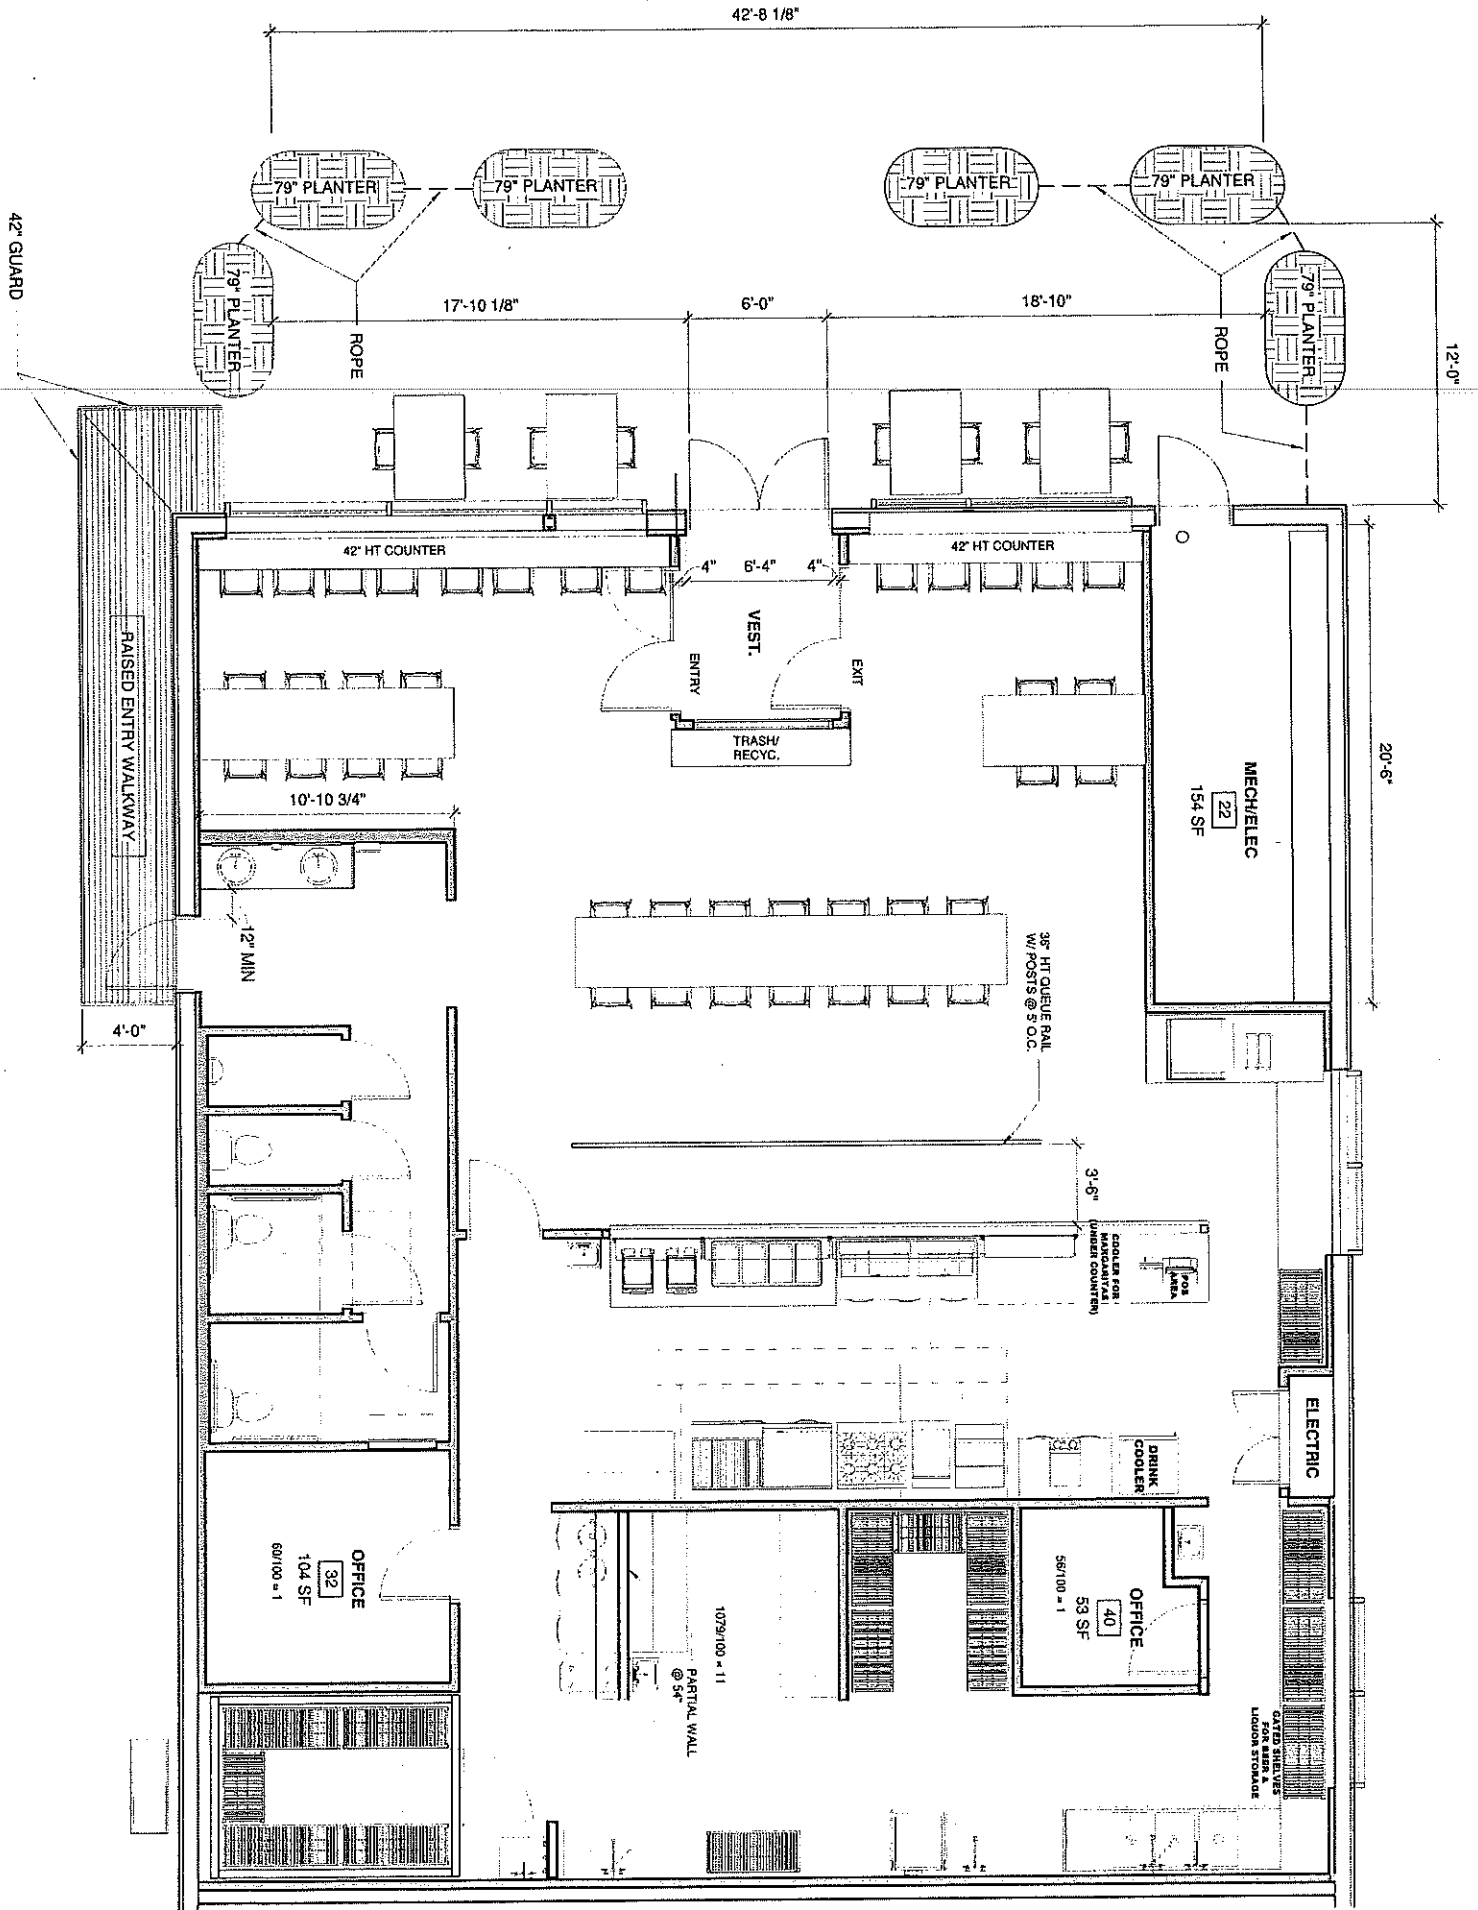 42'-8 1/8"
79" PLANTER
79" PLANTER
79" PLANTER
79" PLANTER
79" PLANTER
79" PLANTER
42" GUARD
ROPE
ROPE
17'-10 1/8"
6'-0"
18'-10"
12'-0"
42" HT COUNTER
42" HT COUNTER
4"
6'-4"
4"
VEST.
ENTRY
EXIT
TRASH/
RECYC.
RAISED ENTRY WALKWAY
10'-10 3/4"
MECH/ELEC
22
154 SF
20'-6"
12" MIN
4'-0"
36" HT QUEUE RAIL
W/ POSTS @ 5' O.C.
3'-6"
COOLER FOR
MARGARITAS
(UNDER COUNTER)
POS
AREA
ELECTRIC
DRINK
COOLER
OFFICE
32
104 SF
60/100 = 1
OFFICE
40
53 SF
56/100 = 1
1079/100 = 11
PARTIAL WALL
@ 54"
GATED SHELVES
FOR BEER &
LIQUOR STORAGE